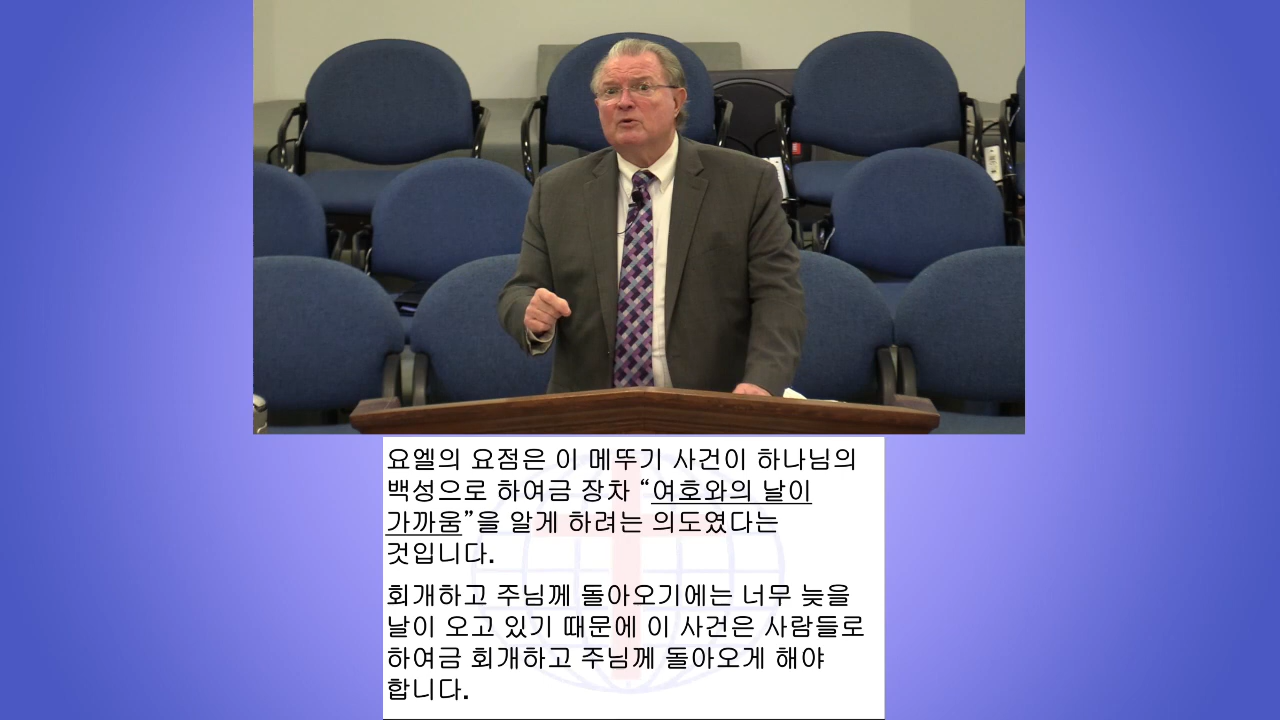 요엘의 요점은 이 메뚜기 사건이 하나님의
백성으로 하여금 장차 “여호와의 날이
가까움”을 알게 하려는 의도였다는
것입니다.
회개하고 주님께 돌아오기에는 너무 늦을
날이 오고 있기 때문에 이 사건은 사람들로
하여금 회개하고 주님께 돌아오게 해야
합니다.